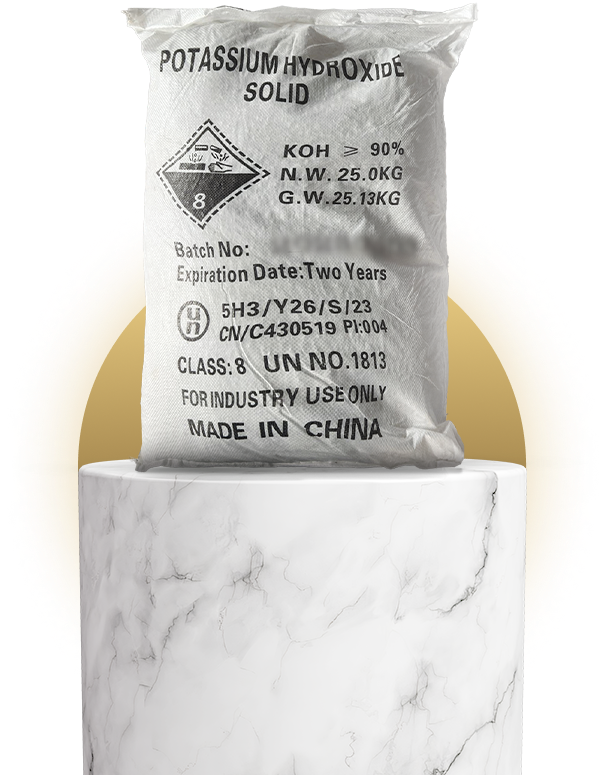 POTASSIUM HYDROXIDE
SOLID
8
KOH ≥ 90%
N.W. 25.0KG
G.W. 25.13KG
Batch No:
Expiration Date:Two Years
un
5H3/Y26/S/23
CN/C430519 PI:004
CLASS: 8 UN NO.1813
FOR INDUSTRY USE ONLY
MADE IN CHINA